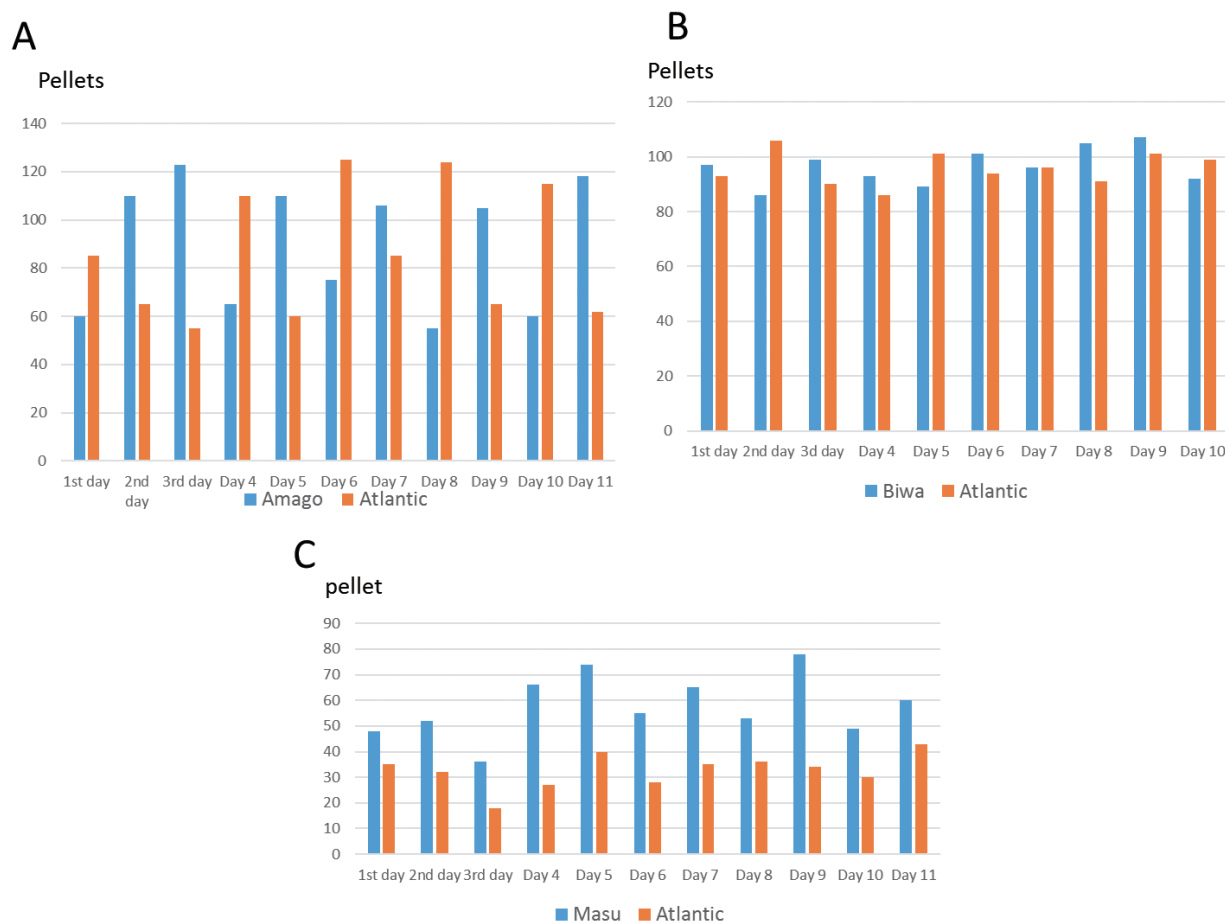 A
Pellets
140
120
100
80
60
40
20
0
1st day 2nd day 3rd day Day 4 Day 5 Day 6 Day 7 Day 8 Day 9 Day 10 Day 11
Amago Atlantic
B
Pellets
120
100
80
60
40
20
0
1st day 2nd day 3d day Day 4 Day 5 Day 6 Day 7 Day 8 Day 9 Day 10
Biwa Atlantic
C
pellet
90
80
70
60
50
40
30
20
10
0
1st day 2nd day 3rd day Day 4 Day 5 Day 6 Day 7 Day 8 Day 9 Day 10 Day 11
Masu Atlantic